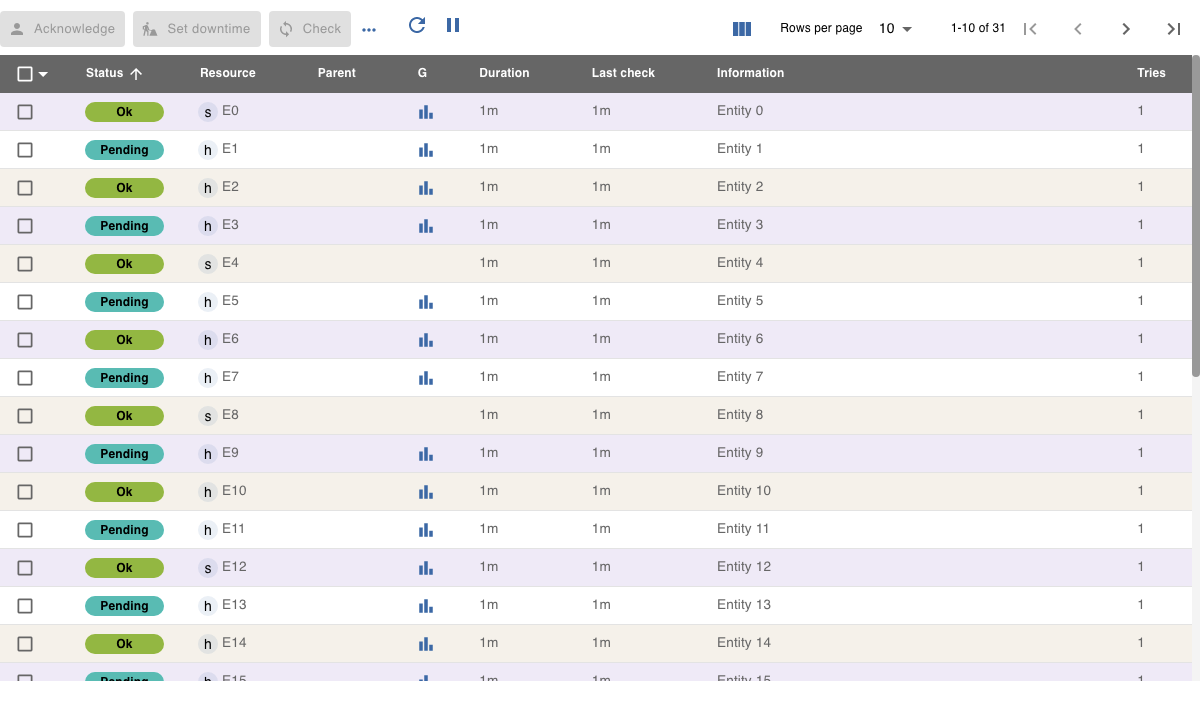 Acknowledge Set downtime Check ... Rows per page 10 1-10 of 31
Status Resource Parent G Duration Last check Information Tries
Ok s E0 1m 1m Entity 0 1
Pending h E1 1m 1m Entity 1 1
Ok h E2 1m 1m Entity 2 1
Pending h E3 1m 1m Entity 3 1
Ok s E4 1m 1m Entity 4 1
Pending h E5 1m 1m Entity 5 1
Ok h E6 1m 1m Entity 6 1
Pending h E7 1m 1m Entity 7 1
Ok s E8 1m 1m Entity 8 1
Pending h E9 1m 1m Entity 9 1
Ok h E10 1m 1m Entity 10 1
Pending h E11 1m 1m Entity 11 1
Ok s E12 1m 1m Entity 12 1
Pending h E13 1m 1m Entity 13 1
Ok h E14 1m 1m Entity 14 1
Pending h E15 1m 1m Entity 15 1